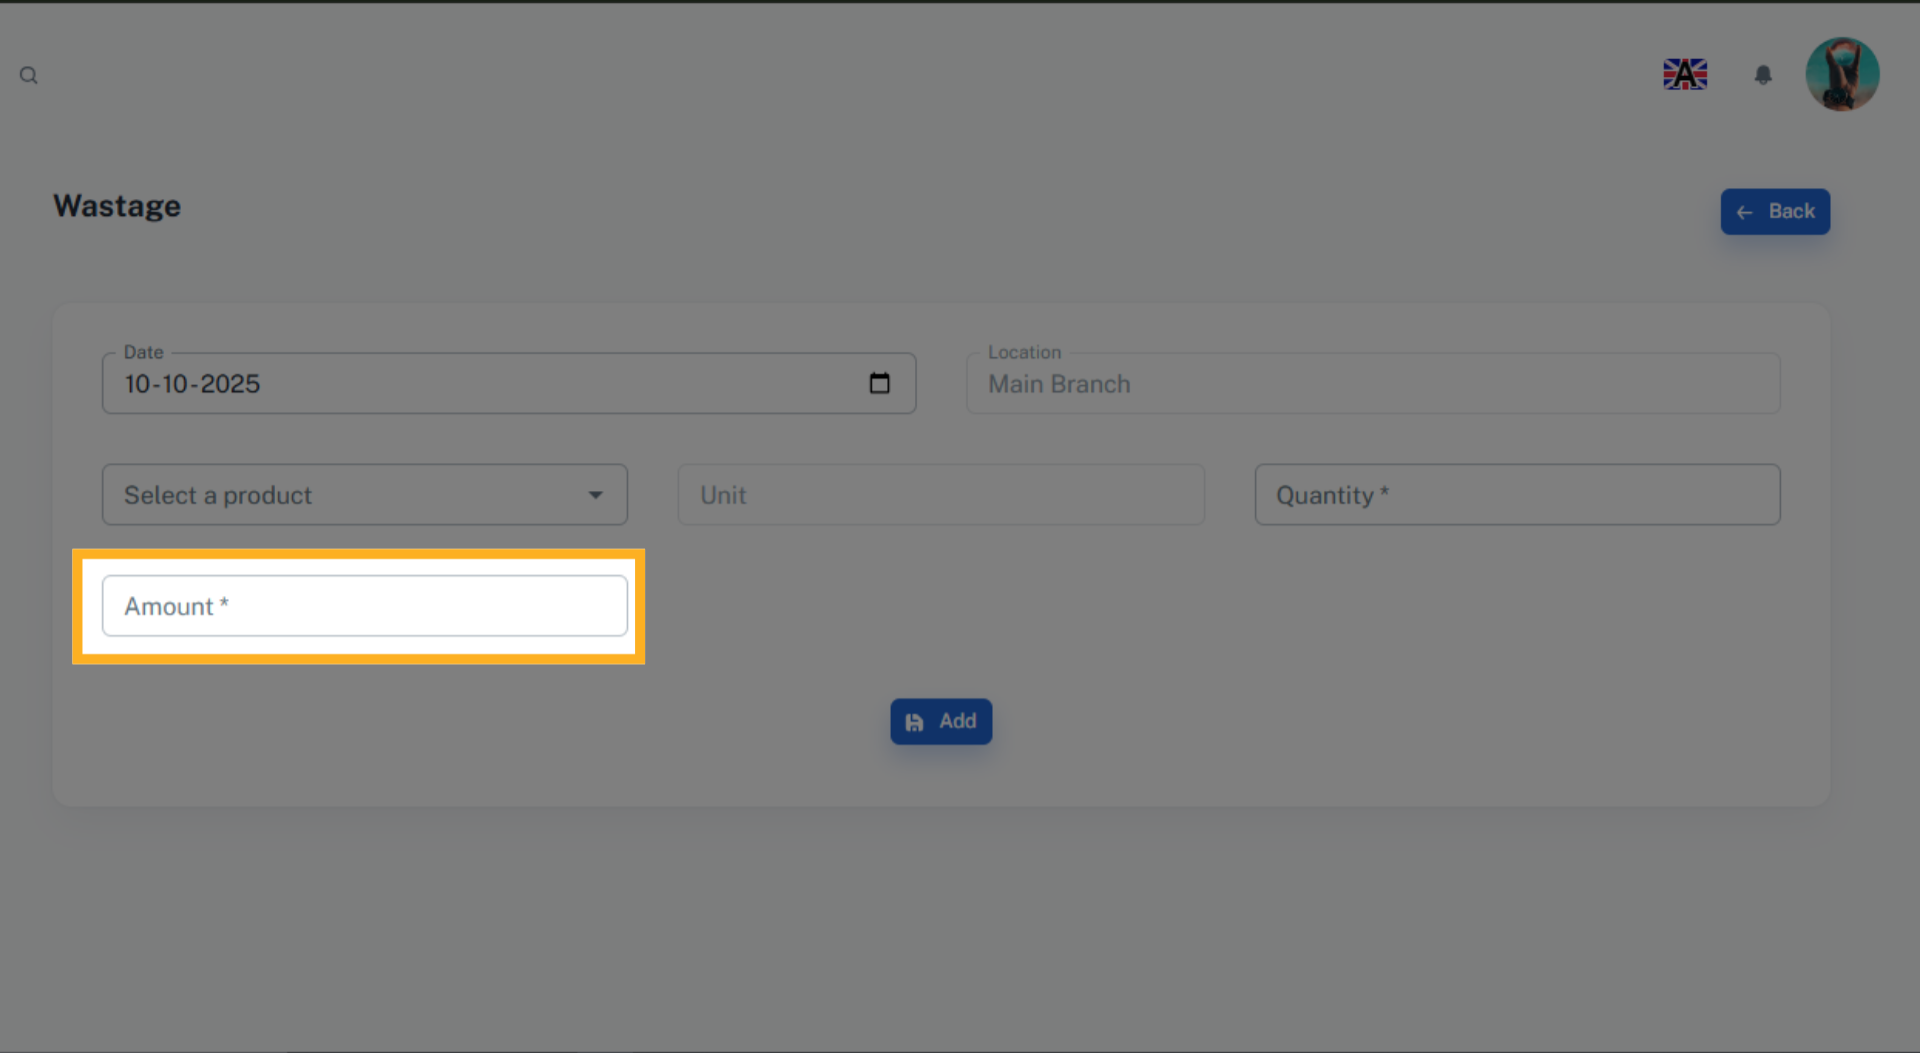 A
Wastage
Back
Date
10-10-2025
Location
Main Branch
Select a product
Unit
Quantity *
Amount *
Add